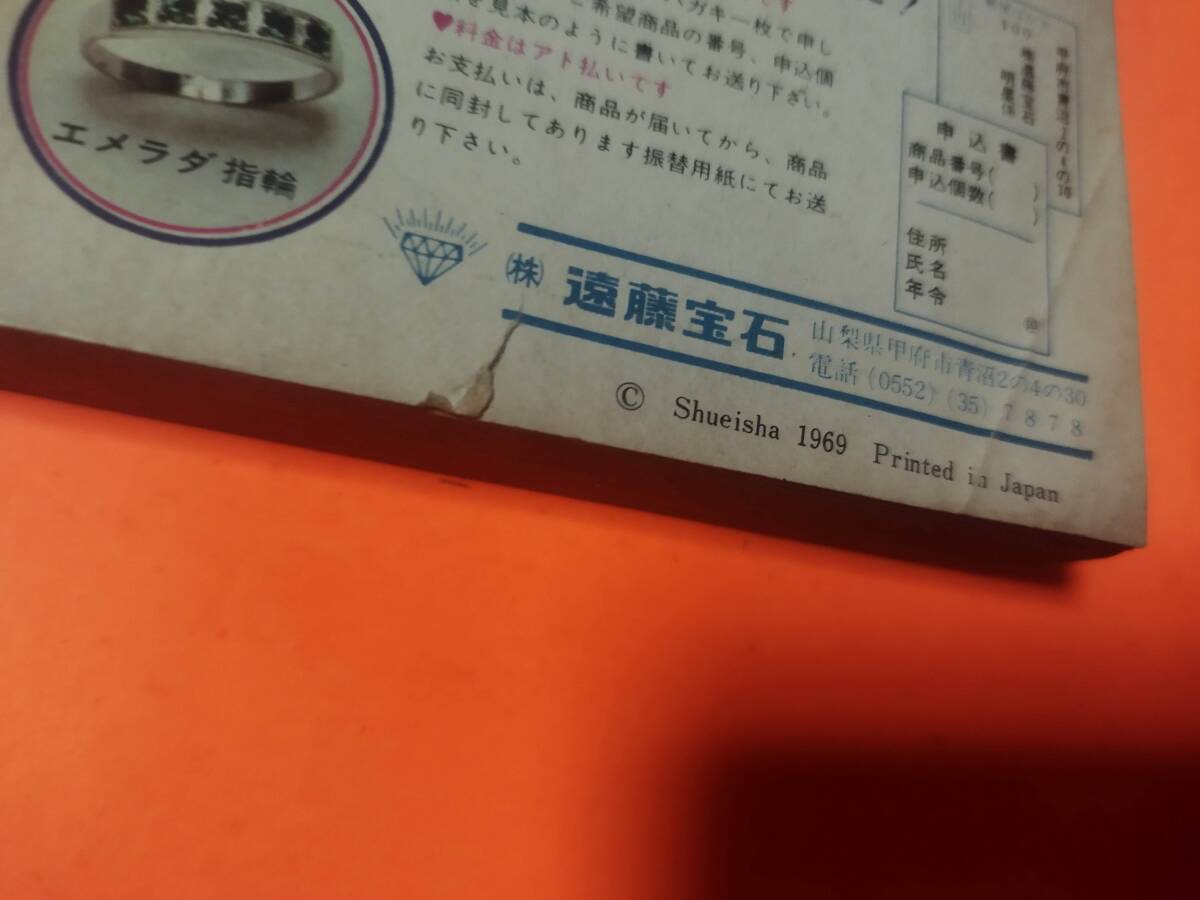 です
ハガキ一枚で申し
希望商品の番号、申込個
を見本のように書いてお送り下さい。
♥料金はアト払いです
お支払いは、商品が届いてから、商品
に同封してあります振替用紙にてお送
り下さい。
エメラダ指輪
申込書
商品番号( )
申込個数( )
住所
氏名
年令
㈱ 遠藤宝石
山梨県甲府市青沼2の4の30
電話 (0552) (35) 7878
© Shueisha 1969 Printed in Japan